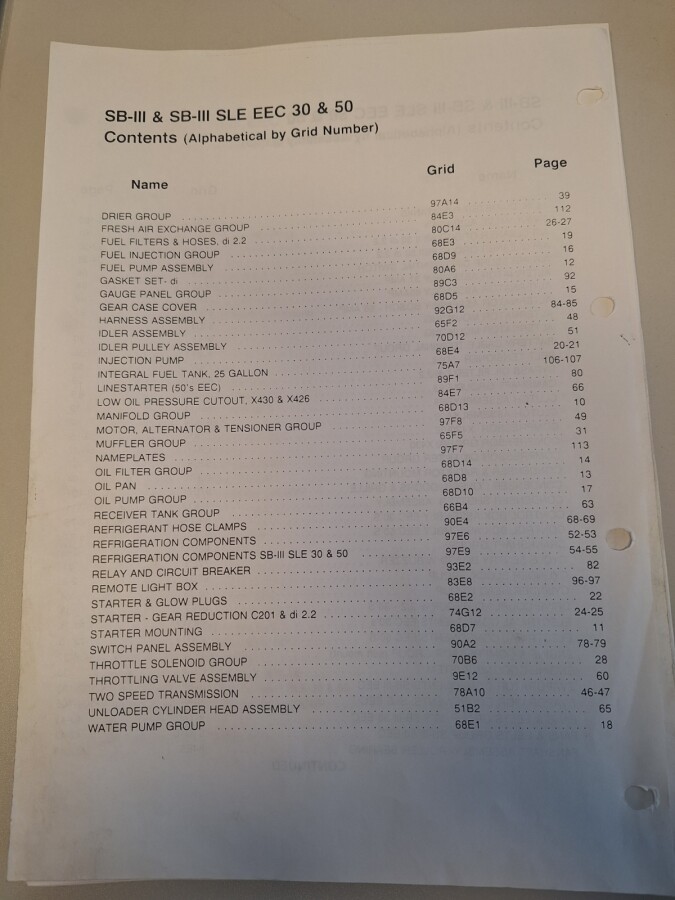 SB-III & SB-III SLE EEC 30 & 50
Contents (Alphabetical by Grid Number)
Name Grid Page
DRIER GROUP 97A14 39
FRESH AIR EXCHANGE GROUP 84E3 112
FUEL FILTERS & HOSES, di 2.2 80C14 26-27
FUEL INJECTION GROUP 68E3 19
FUEL PUMP ASSEMBLY 68D9 16
GASKET SET- di 80A6 12
GAUGE PANEL GROUP 89C3 92
GEAR CASE COVER 68D5 15
HARNESS ASSEMBLY 92G12 84-85
IDLER ASSEMBLY 65F2 48
IDLER PULLEY ASSEMBLY 70D12 51
INJECTION PUMP 68E4 20-21
INTEGRAL FUEL TANK, 25 GALLON 75A7 106-107
LINESTARTER (50's EEC) 89F1 80
LOW OIL PRESSURE CUTOUT, X430 & X426 84E7 66
MANIFOLD GROUP 68D13 10
MOTOR, ALTERNATOR & TENSIONER GROUP 97F8 49
MUFFLER GROUP 65F5 31
NAMEPLATES 97F7 113
OIL FILTER GROUP 68D14 14
OIL PAN 68D8 13
OIL PUMP GROUP 68D10 17
RECEIVER TANK GROUP 66B4 63
REFRIGERANT HOSE CLAMPS 90E4 68-69
REFRIGERATION COMPONENTS 97E6 52-53
REFRIGERATION COMPONENTS SB-III SLE 30 & 50 97E9 54-55
RELAY AND CIRCUIT BREAKER 93E2 82
REMOTE LIGHT BOX 83E8 96-97
STARTER & GLOW PLUGS 68E2 22
STARTER - GEAR REDUCTION C201 & di 2.2 74G12 24-25
STARTER MOUNTING 68D7 11
SWITCH PANEL ASSEMBLY 90A2 78-79
THROTTLE SOLENOID GROUP 70B6 28
THROTTLING VALVE ASSEMBLY 9E12 60
TWO SPEED TRANSMISSION 78A10 46-47
UNLOADER CYLINDER HEAD ASSEMBLY 51B2 65
WATER PUMP GROUP 68E1 18